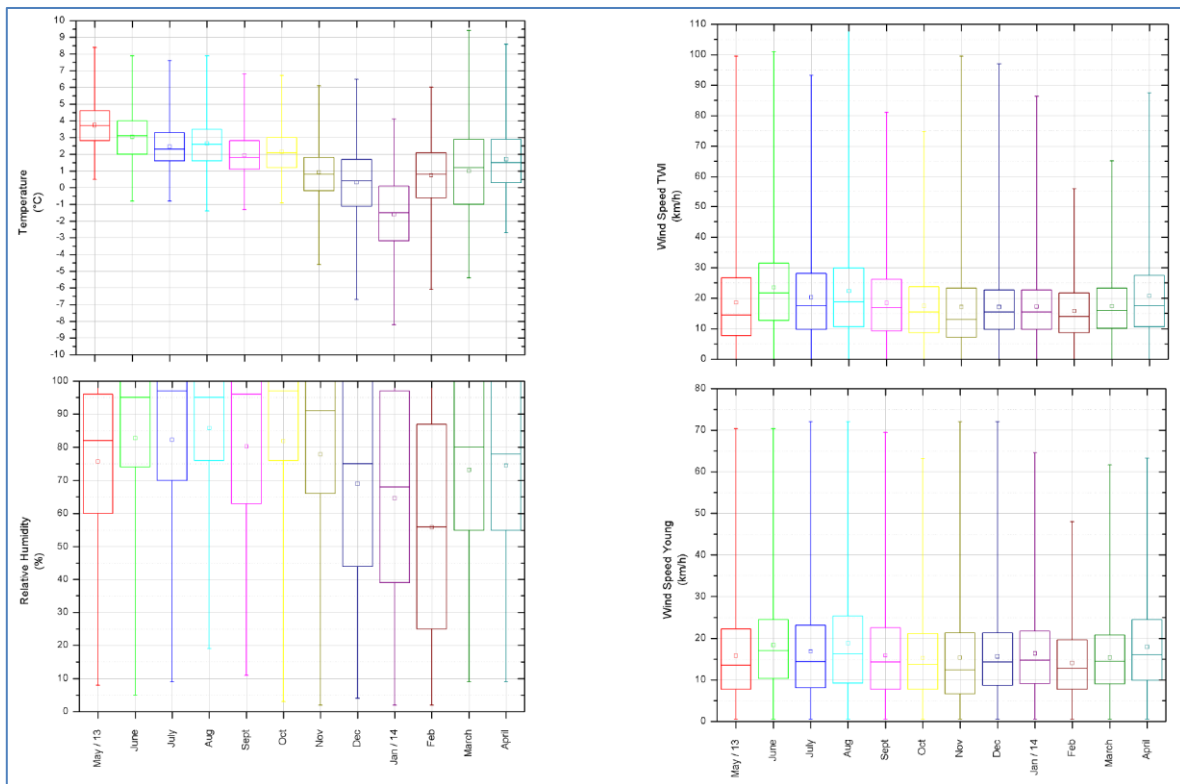 10
9
8
7
6
5
4
3
2
1
0
-1
-2
-3
-4
-5
-6
-7
-8
-9
-10
Temperature
(°C)
110
100
90
80
70
60
50
40
30
20
10
0
Wind Speed TWI
(km/h)
100
90
80
70
60
50
40
30
20
10
0
Relative Humidity
(%)
May / 13
June
July
Aug
Sept
Oct
Nov
Dec
Jan / 14
Feb
March
April
80
70
60
50
40
30
20
10
0
Wind Speed Young
(km/h)
May / 13
June
July
Aug
Sept
Oct
Nov
Dec
Jan / 14
Feb
March
April